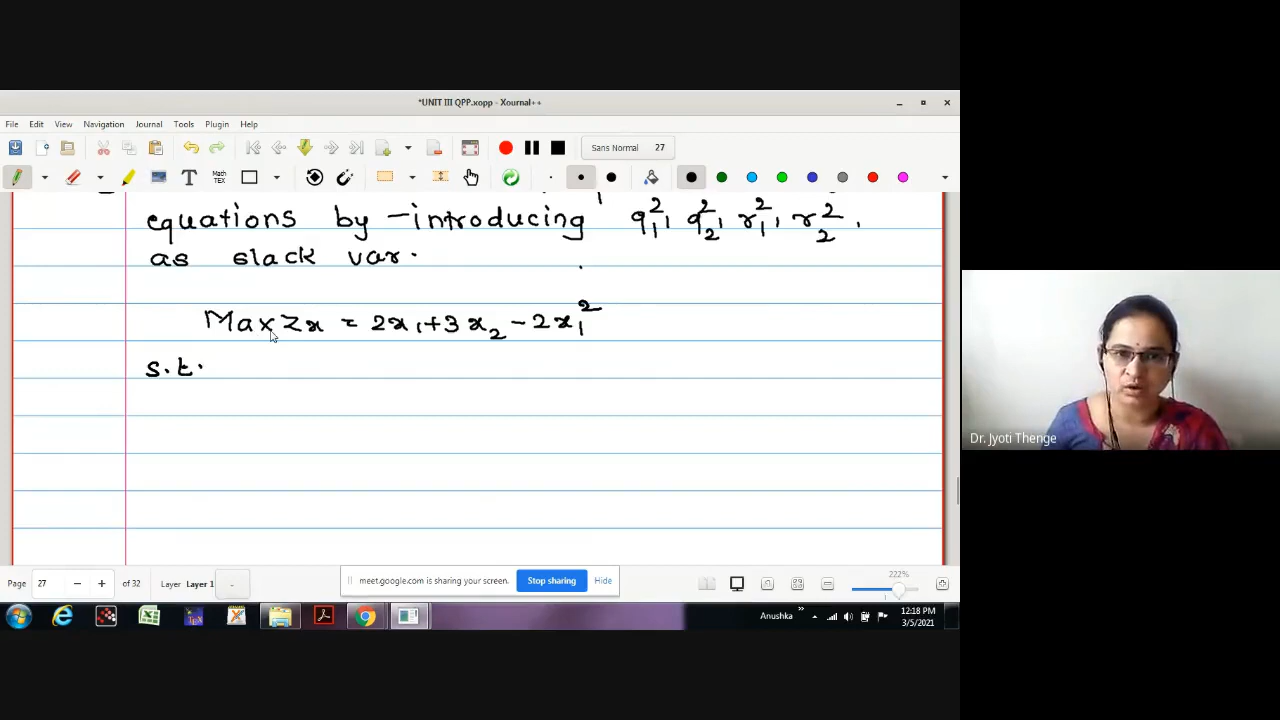 *UNIT III QPP.xopp - Xournal++
File Edit View Navigation Journal Tools Plugin Help
Sans Normal 27
equations by introducing q₁², q₂², r₁², r₂² .
as slack var.
Max Zx = 2x₁ + 3x₂ - 2x₁²
s.t.
Dr. Jyoti Thenge
Page 27 of 32 Layer Layer 1
meet.google.com is sharing your screen. Stop sharing Hide
222%
Anushka
12:18 PM
3/5/2021